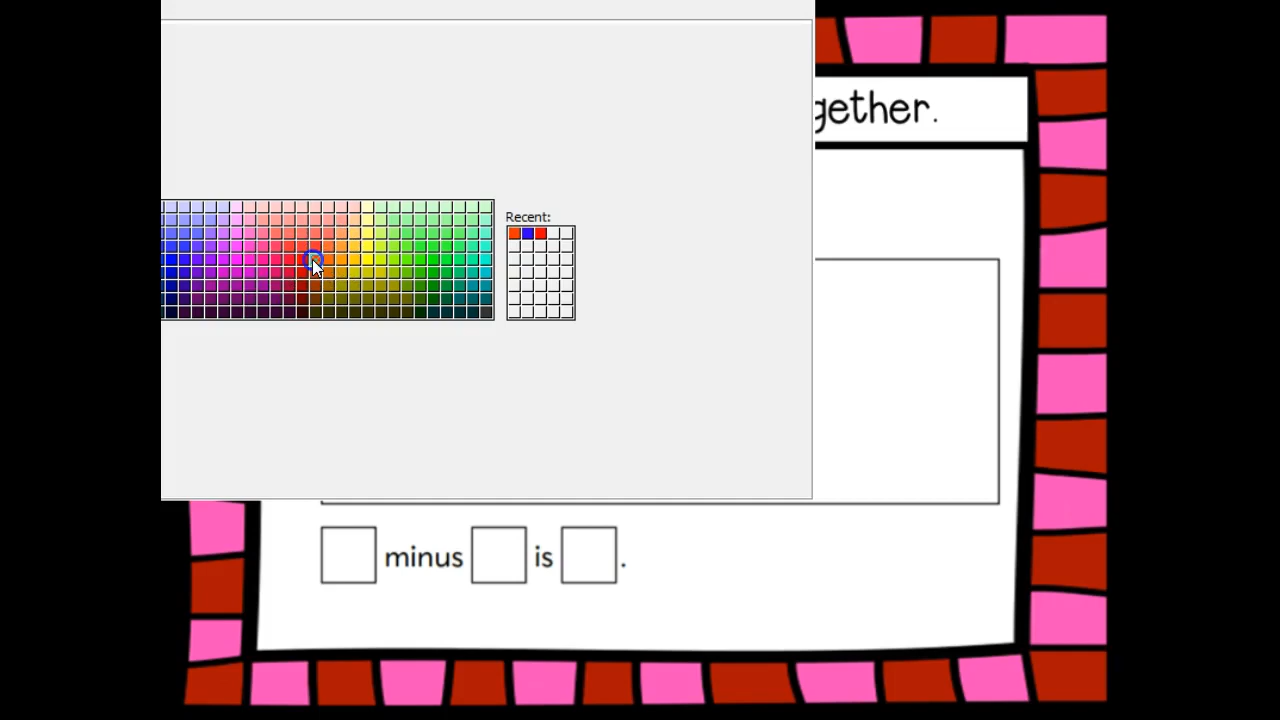 gether.
Recent:
minus is .